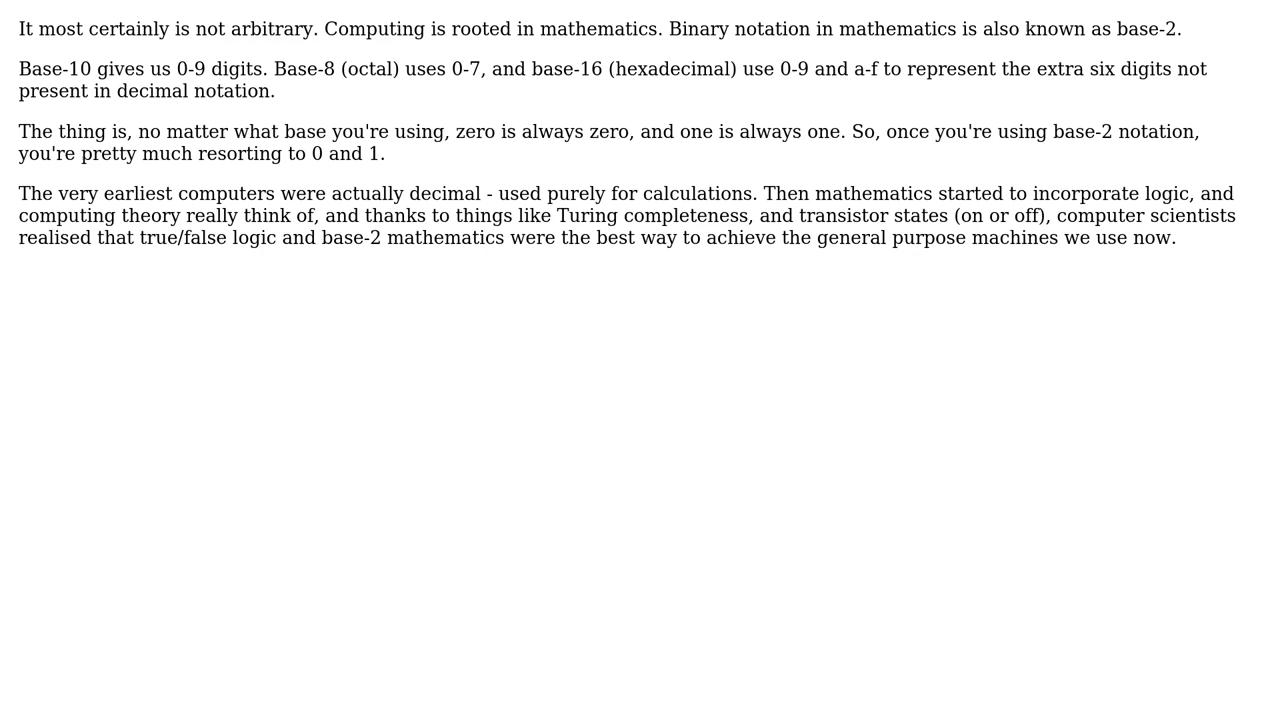 It most certainly is not arbitrary. Computing is rooted in mathematics. Binary notation in mathematics is also known as base-2.
Base-10 gives us 0-9 digits. Base-8 (octal) uses 0-7, and base-16 (hexadecimal) use 0-9 and a-f to represent the extra six digits not
present in decimal notation.
The thing is, no matter what base you're using, zero is always zero, and one is always one. So, once you're using base-2 notation,
you're pretty much resorting to 0 and 1.
The very earliest computers were actually decimal - used purely for calculations. Then mathematics started to incorporate logic, and
computing theory really think of, and thanks to things like Turing completeness, and transistor states (on or off), computer scientists
realised that true/false logic and base-2 mathematics were the best way to achieve the general purpose machines we use now.